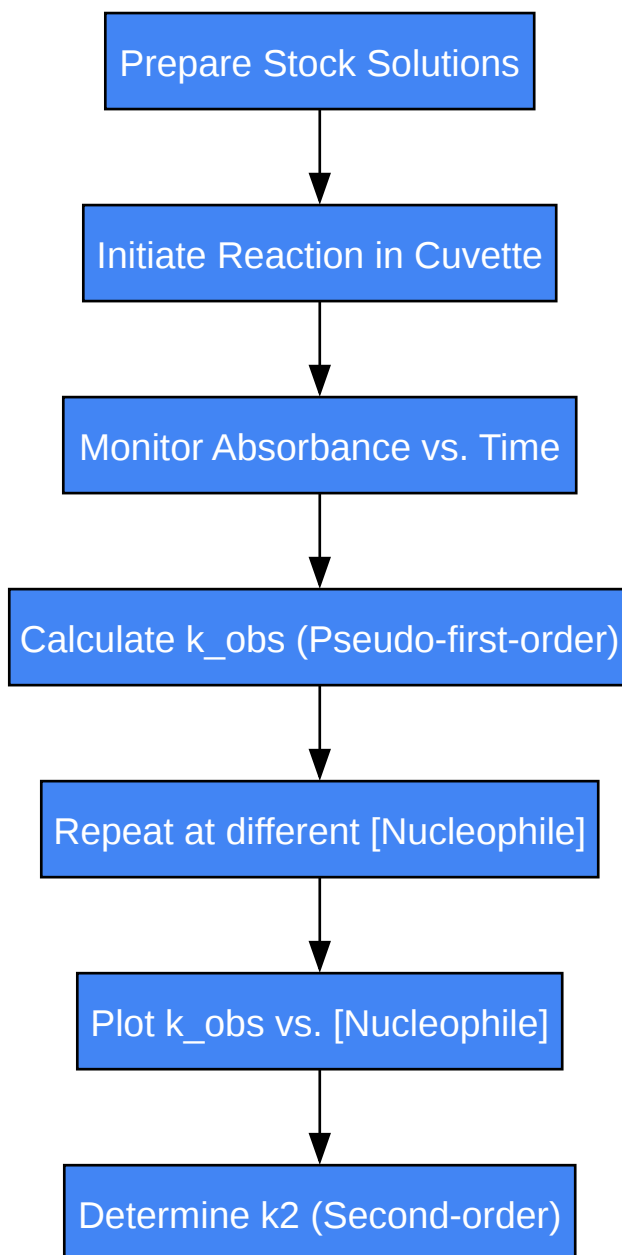 Prepare Stock Solutions
Initiate Reaction in Cuvette
Monitor Absorbance vs. Time
Calculate k_obs (Pseudo-first-order)
Repeat at different [Nucleophile]
Plot k_obs vs. [Nucleophile]
Determine k2 (Second-order)